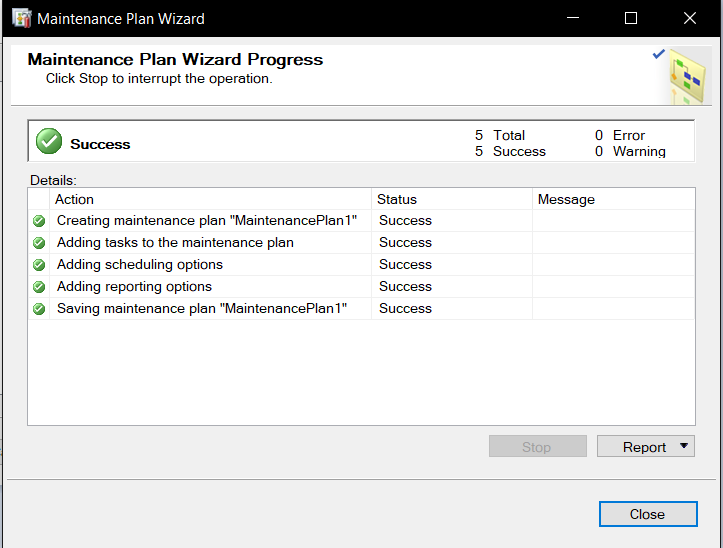 Maintenance Plan Wizard
Maintenance Plan Wizard Progress
Click Stop to interrupt the operation.
Success
5 Total 0 Error
5 Success 0 Warning
Details:
Action Status Message
Creating maintenance plan "MaintenancePlan1" Success
Adding tasks to the maintenance plan Success
Adding scheduling options Success
Adding reporting options Success
Saving maintenance plan "MaintenancePlan1" Success
Stop Report
Close